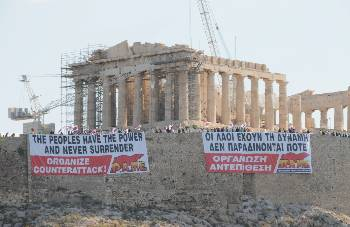 THE PEOPLES HAVE THE POWER
AND NEVER SURRENDER
ORGANIZE
COUNTERATTACK!
ΟΙ ΛΑΟΙ ΕΧΟΥΝ ΤΗ ΔΥΝΑΜΗ
ΔΕΝ ΠΑΡΑΔΙΝΟΝΤΑΙ ΠΟΤΕ
ΟΡΓΑΝΩΣΗ
ΑΝΤΕΠΙΘΕΣΗ